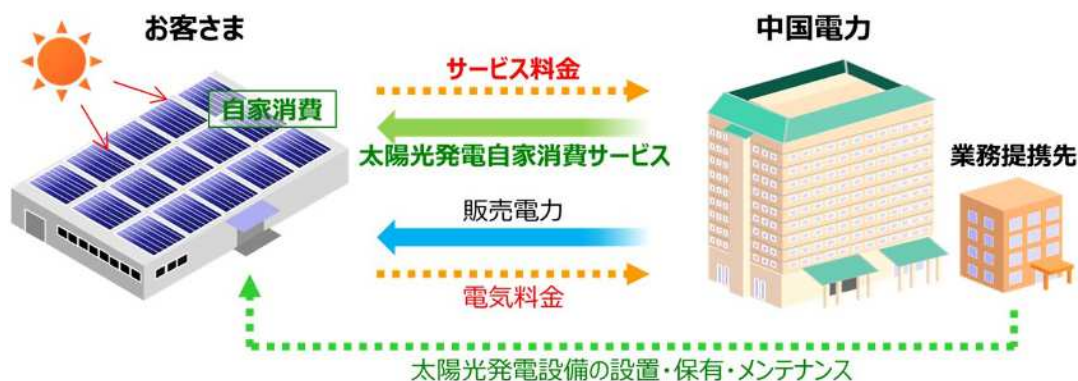 お客さま
中国電力
サービス料金
自家消費
太陽光発電自家消費サービス
業務提携先
販売電力
電気料金
太陽光発電設備の設置・保有・メンテナンス